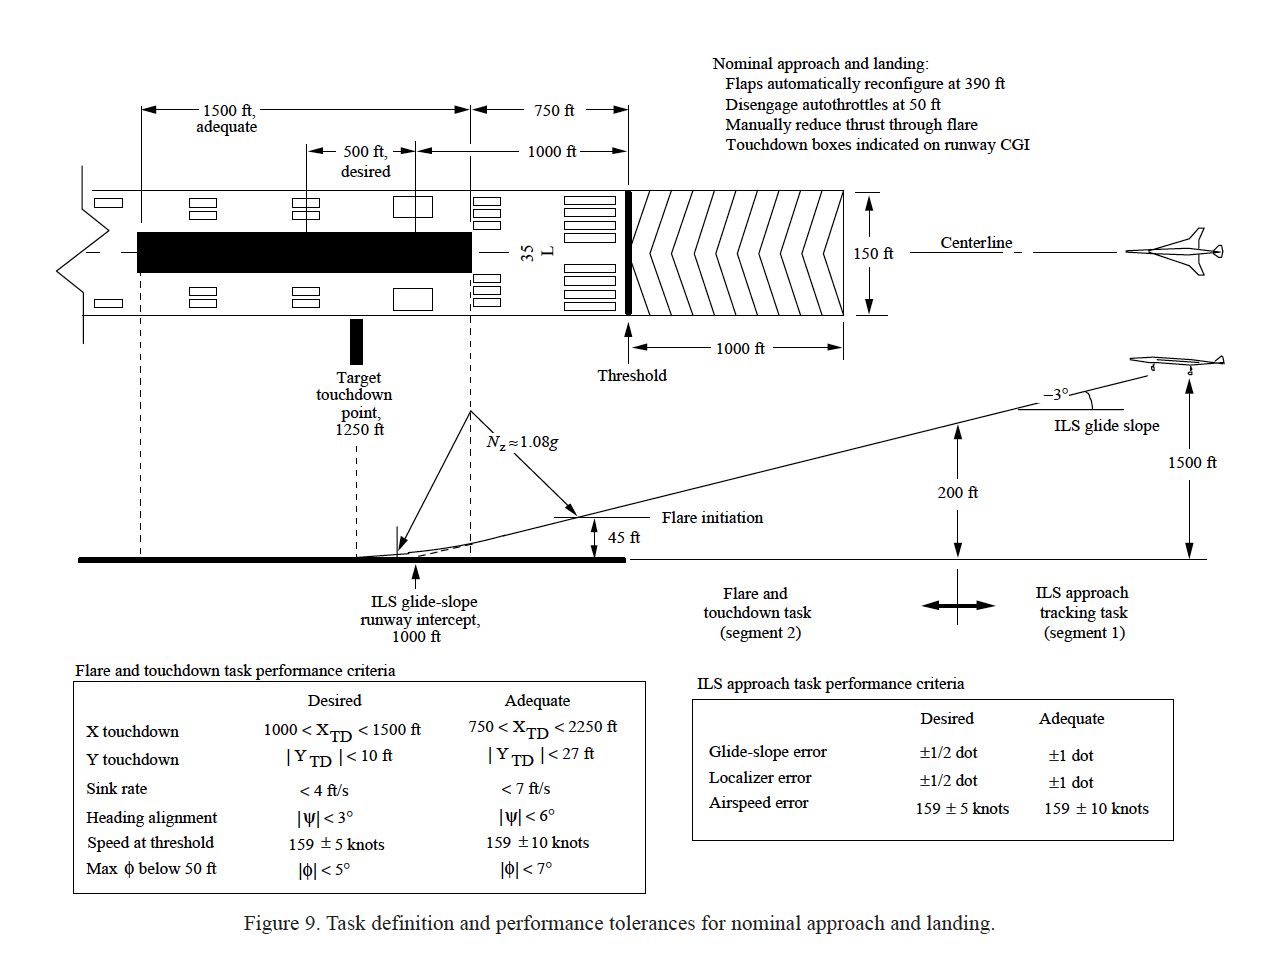 Nominal approach and landing:
Flaps automatically reconfigure at 390 ft
Disengage autothrottles at 50 ft
Manually reduce thrust through flare
Touchdown boxes indicated on runway CGI
1500 ft,
adequate
750 ft
500 ft,
desired
1000 ft
35
L
150 ft
Centerline
1000 ft
Threshold
Target
touchdown
point,
1250 ft
–3°
ILS glide slope
Nz≈1.08g
1500 ft
200 ft
Flare initiation
45 ft
ILS glide-slope
runway intercept,
1000 ft
Flare and
touchdown task
(segment 2)
ILS approach
tracking task
(segment 1)
Flare and touchdown task performance criteria
Desired Adequate
X touchdown 1000 < XTD < 1500 ft 750 < XTD < 2250 ft
Y touchdown | YTD | < 10 ft | YTD | < 27 ft
Sink rate < 4 ft/s < 7 ft/s
Heading alignment |ψ| < 3° |ψ| < 6°
Speed at threshold 159 ± 5 knots 159 ± 10 knots
Max ϕ below 50 ft |ϕ| < 5° |ϕ| < 7°
ILS approach task performance criteria
Desired Adequate
Glide-slope error ±1/2 dot ±1 dot
Localizer error ±1/2 dot ±1 dot
Airspeed error 159 ± 5 knots 159 ± 10 knots
Figure 9. Task definition and performance tolerances for nominal approach and landing.